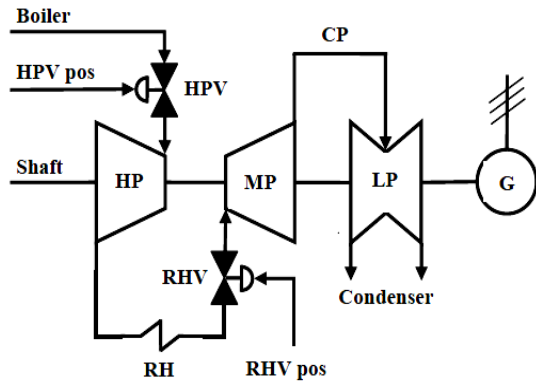 Boiler
CP
HPV pos
HPV
Shaft
HP
MP
LP
G
RHV
Condenser
RH
RHV pos